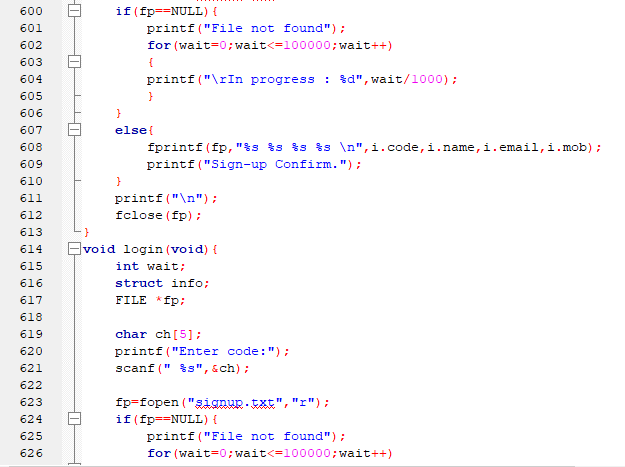 600 if(fp==NULL){
601 printf("File not found");
602 for(wait=0;wait<=100000;wait++)
603 {
604 printf("\rIn progress : %d",wait/1000);
605 }
606 }
607 else{
608 fprintf(fp,"%s %s %s %s \n",i.code,i.name,i.email,i.mob);
609 printf("Sign-up Confirm.");
610 }
611 printf("\n");
612 fclose(fp);
613 }
614 void login(void){
615 int wait;
616 struct info;
617 FILE *fp;
618
619 char ch[5];
620 printf("Enter code:");
621 scanf(" %s",&ch);
622
623 fp=fopen("signup.txt","r");
624 if(fp==NULL){
625 printf("File not found");
626 for(wait=0;wait<=100000;wait++)